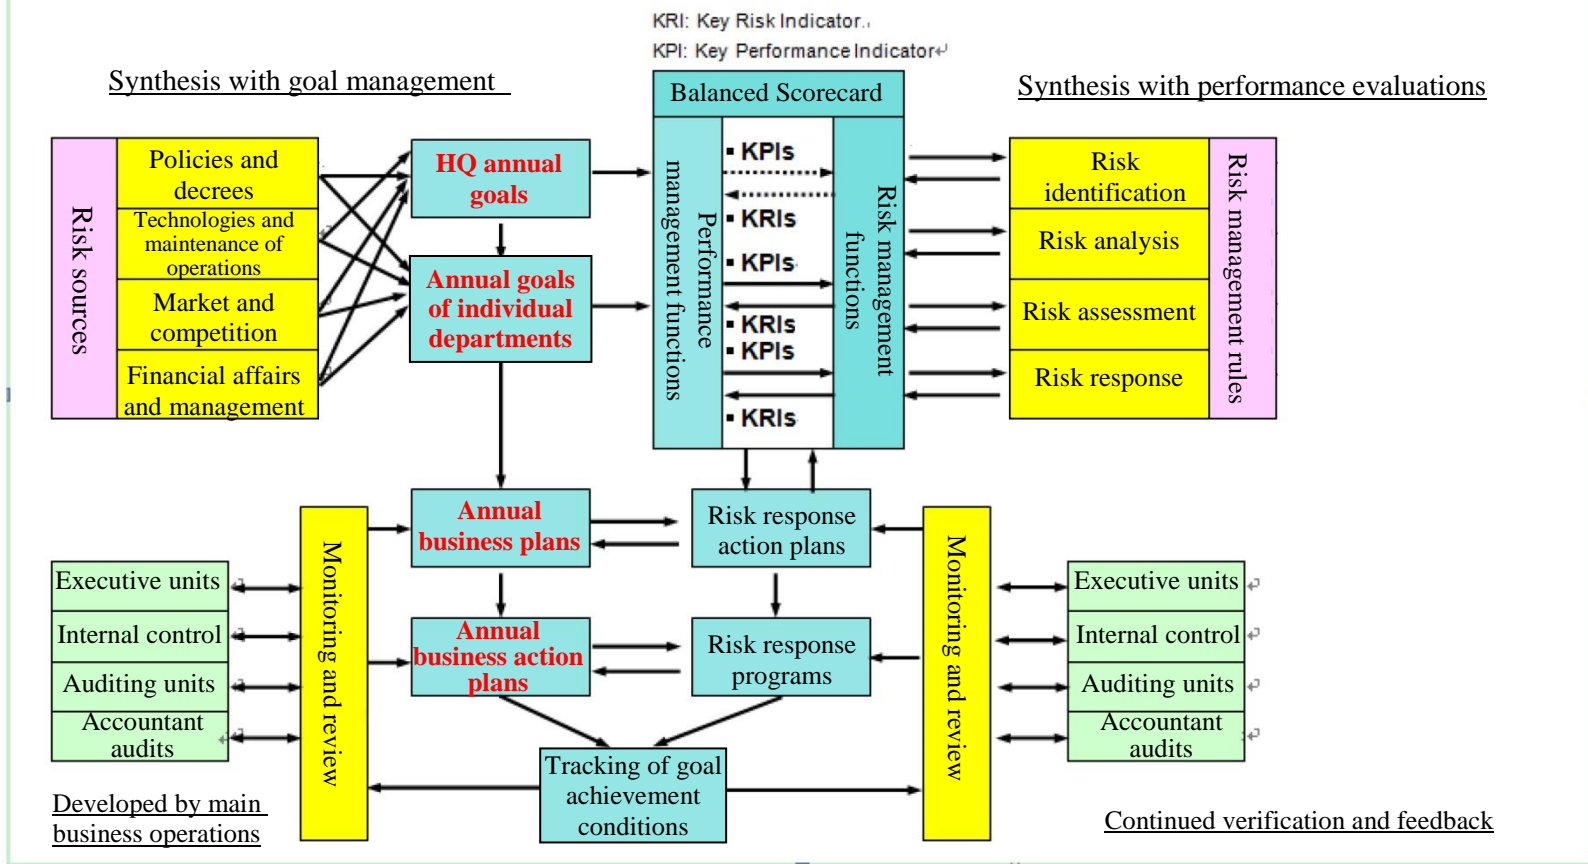 KRI: Key Risk Indicator
KPI: Key Performance Indicator
Synthesis with goal management
Synthesis with performance evaluations
Risk sources
Policies and
decrees
Technologies and
maintenance of
operations
Market and
competition
Financial affairs
and management
HQ annual
goals
Annual goals
of individual
departments
Balanced Scorecard
Performance
management functions
▪ KPIs
▪ KRIs
▪ KPIs
▪ KRIs
▪ KPIs
▪ KRIs
Risk management
functions
Risk
identification
Risk analysis
Risk assessment
Risk response
Risk management rules
Annual
business plans
Risk response
action plans
Annual
business action
plans
Risk response
programs
Tracking of goal
achievement
conditions
Monitoring and review
Executive units
Internal control
Auditing units
Accountant
audits
Monitoring and review
Executive units
Internal control
Auditing units
Accountant
audits
Developed by main
business operations
Continued verification and feedback